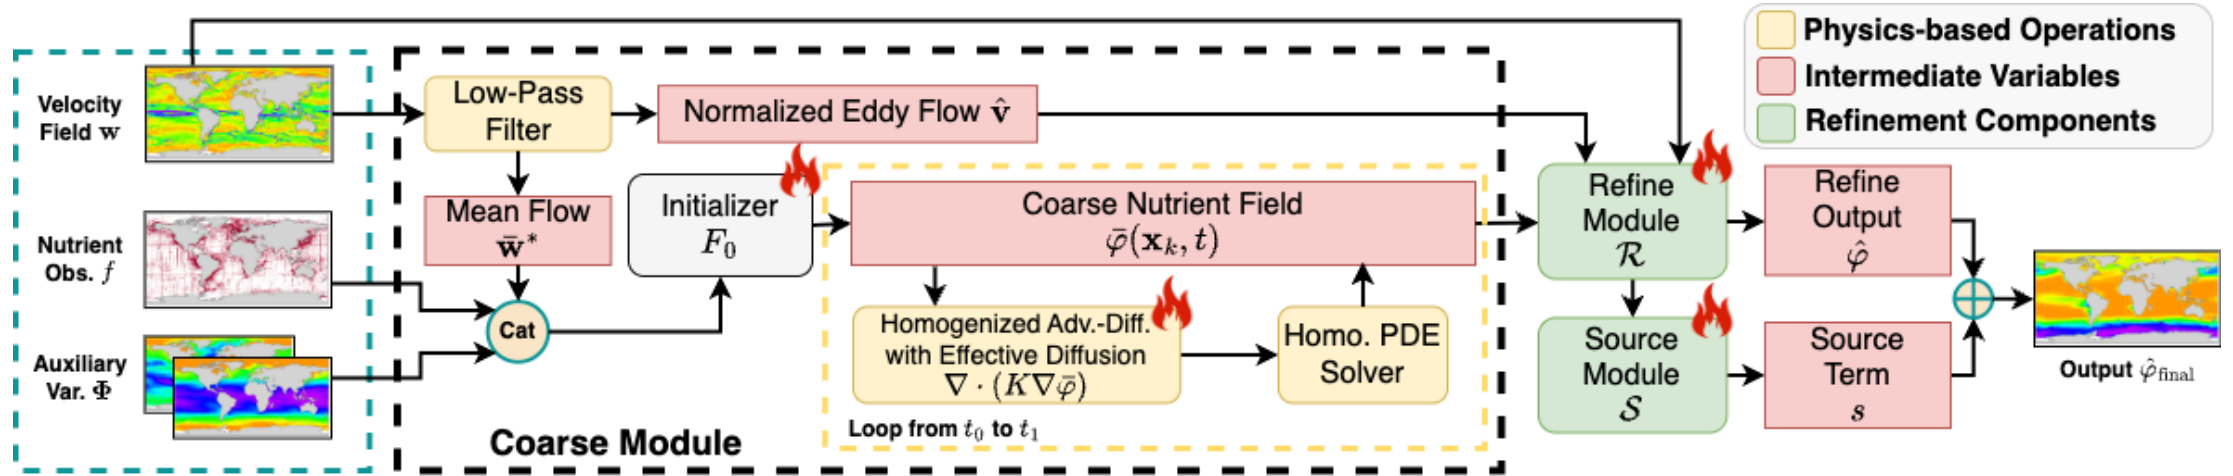 Velocity
Field w
Nutrient
Obs. f
Auxiliary
Var. Φ
Low-Pass
Filter
Normalized Eddy Flow v̂
Mean Flow
w̄*
Cat
Initializer
F₀
Coarse Nutrient Field
φ̄(x_k, t)
Homogenized Adv.-Diff.
with Effective Diffusion
∇ · (K∇φ̄)
Homo. PDE
Solver
Loop from t₀ to t₁
Coarse Module
Refine
Module
ℛ
Source
Module
𝒮
Refine
Output
φ̂
Source
Term
s
Output φ̂_final
Physics-based Operations
Intermediate Variables
Refinement Components